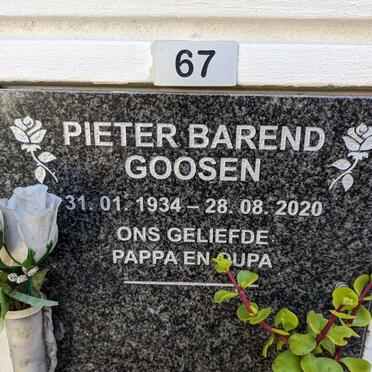 67
PIETER BAREND
GOOSEN
31. 01. 1934 – 28. 08. 2020
ONS GELIEFDE
PAPPA EN OUPA